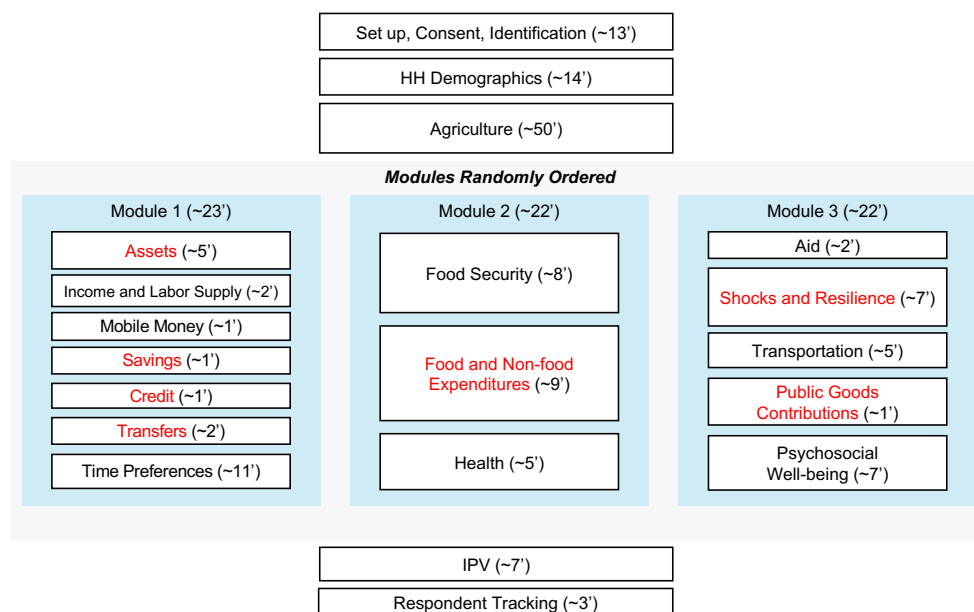 Set up, Consent, Identification (~13’)
HH Demographics (~14’)
Agriculture (~50’)
Modules Randomly Ordered
Module 1 (~23’)
Assets (~5’)
Income and Labor Supply (~2’)
Mobile Money (~1’)
Savings (~1’)
Credit (~1’)
Transfers (~2’)
Time Preferences (~11’)
Module 2 (~22’)
Food Security (~8’)
Food and Non-food
Expenditures (~9’)
Health (~5’)
Module 3 (~22’)
Aid (~2’)
Shocks and Resilience (~7’)
Transportation (~5’)
Public Goods
Contributions (~1’)
Psychosocial
Well-being (~7’)
IPV (~7’)
Respondent Tracking (~3’)